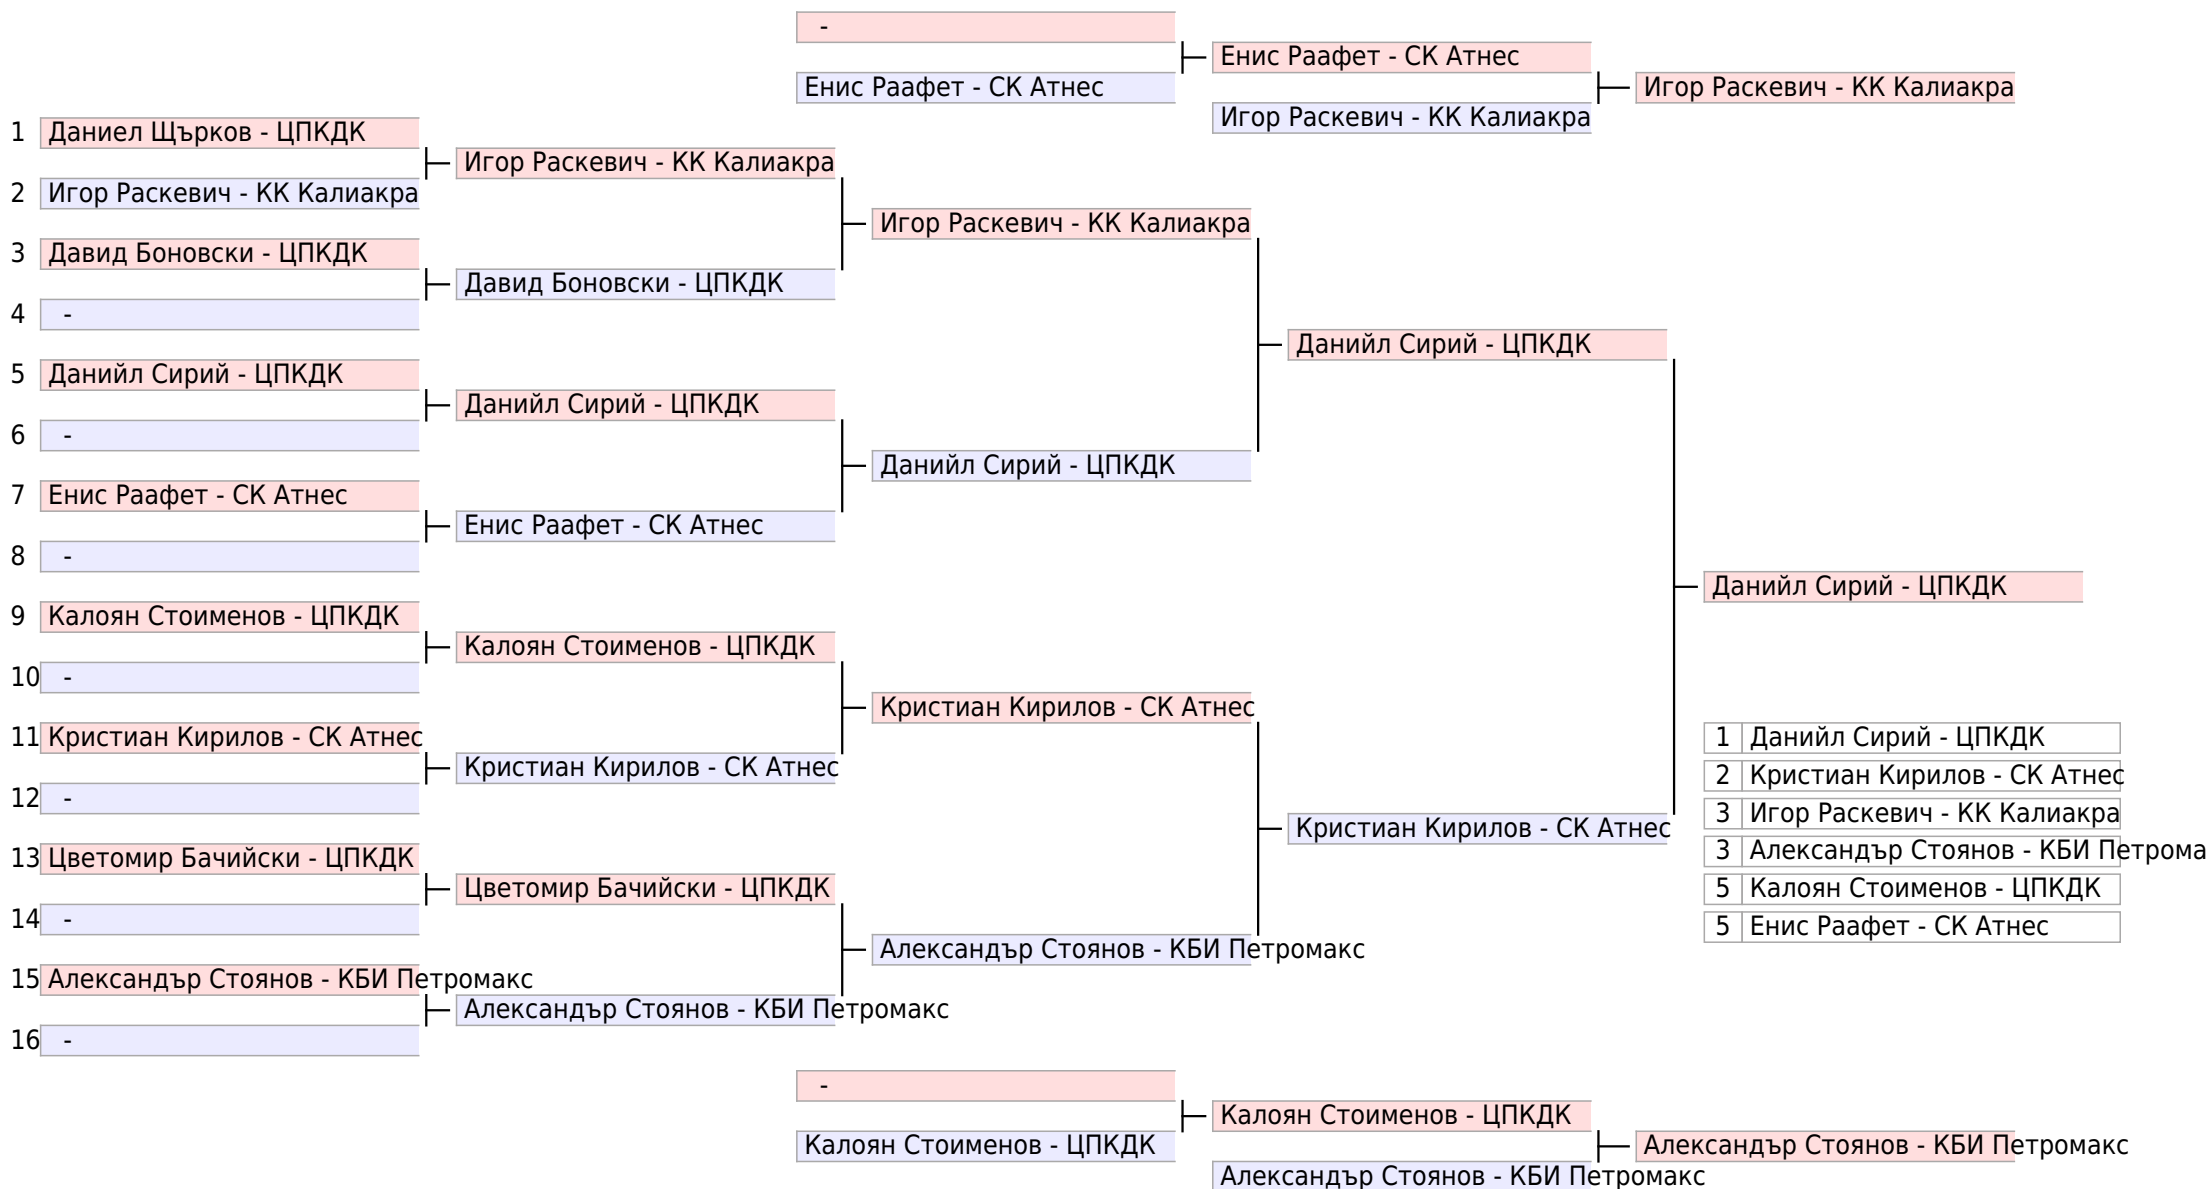 -
Енис Раафет - СК Атнес
Енис Раафет - СК Атнес
Игор Раскевич - КК Калиакра
Игор Раскевич - КК Калиакра
1 Даниел Щърков - ЦПКДК
Игор Раскевич - КК Калиакра
2 Игор Раскевич - КК Калиакра
Игор Раскевич - КК Калиакра
3 Давид Боновски - ЦПКДК
Давид Боновски - ЦПКДК
4 -
Данийл Сирий - ЦПКДК
5 Данийл Сирий - ЦПКДК
Данийл Сирий - ЦПКДК
6 -
Данийл Сирий - ЦПКДК
7 Енис Раафет - СК Атнес
Енис Раафет - СК Атнес
8 -
Данийл Сирий - ЦПКДК
9 Калоян Стоименов - ЦПКДК
Калоян Стоименов - ЦПКДК
10 -
Кристиан Кирилов - СК Атнес
11 Кристиан Кирилов - СК Атнес
Кристиан Кирилов - СК Атнес
12 -
Кристиан Кирилов - СК Атнес
13 Цветомир Бачийски - ЦПКДК
Цветомир Бачийски - ЦПКДК
14 -
Александър Стоянов - КБИ Петромакс
15 Александър Стоянов - КБИ Петромакс
Александър Стоянов - КБИ Петромакс
16 -
1 Данийл Сирий - ЦПКДК
2 Кристиан Кирилов - СК Атнес
3 Игор Раскевич - КК Калиакра
3 Александър Стоянов - КБИ Петрома
5 Калоян Стоименов - ЦПКДК
5 Енис Раафет - СК Атнес
-
Калоян Стоименов - ЦПКДК
Калоян Стоименов - ЦПКДК
Александър Стоянов - КБИ Петромакс
Александър Стоянов - КБИ Петромакс